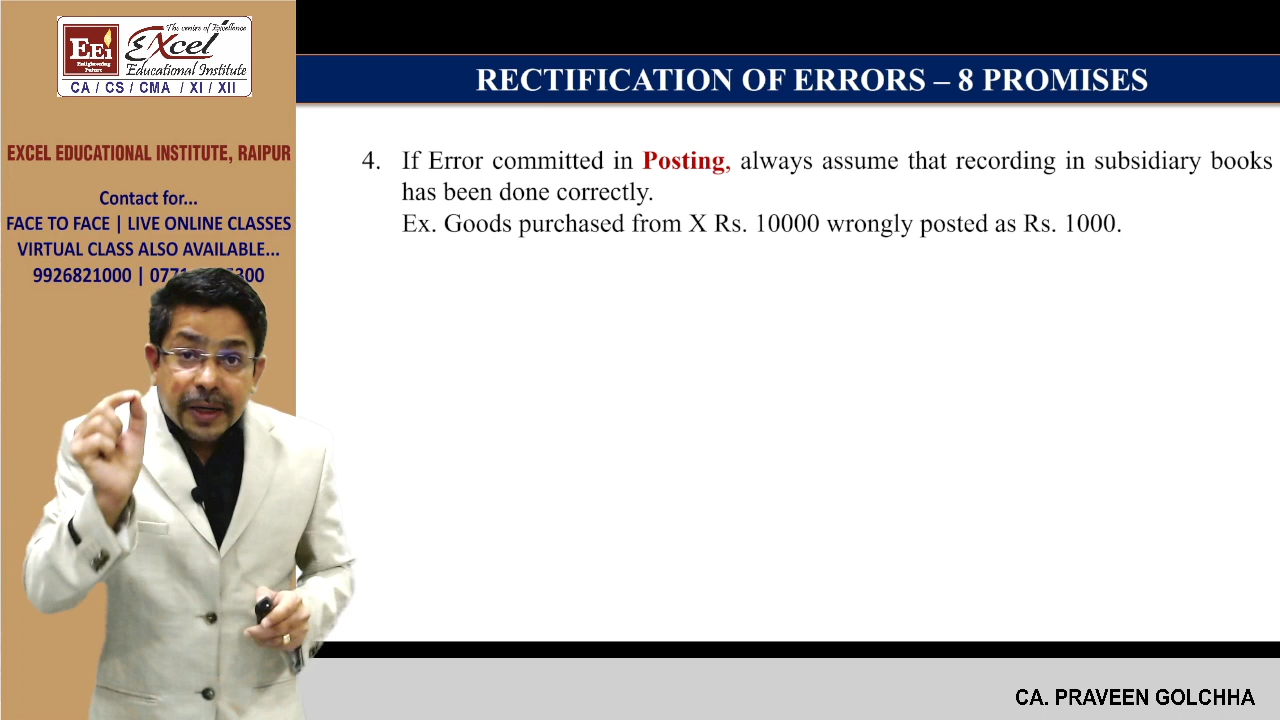 The centre of Excellence
EEi
Excel
Enlightening Future
Educational Institute
CA / CS / CMA / XI / XII
EXCEL EDUCATIONAL INSTITUTE, RAIPUR
Contact for...
FACE TO FACE | LIVE ONLINE CLASSES
VIRTUAL CLASS ALSO AVAILABLE...
9926821000 |
RECTIFICATION OF ERRORS – 8 PROMISES
4. If Error committed in Posting, always assume that recording in subsidiary books
has been done correctly.
Ex. Goods purchased from X Rs. 10000 wrongly posted as Rs. 1000.
CA. PRAVEEN GOLCHHA